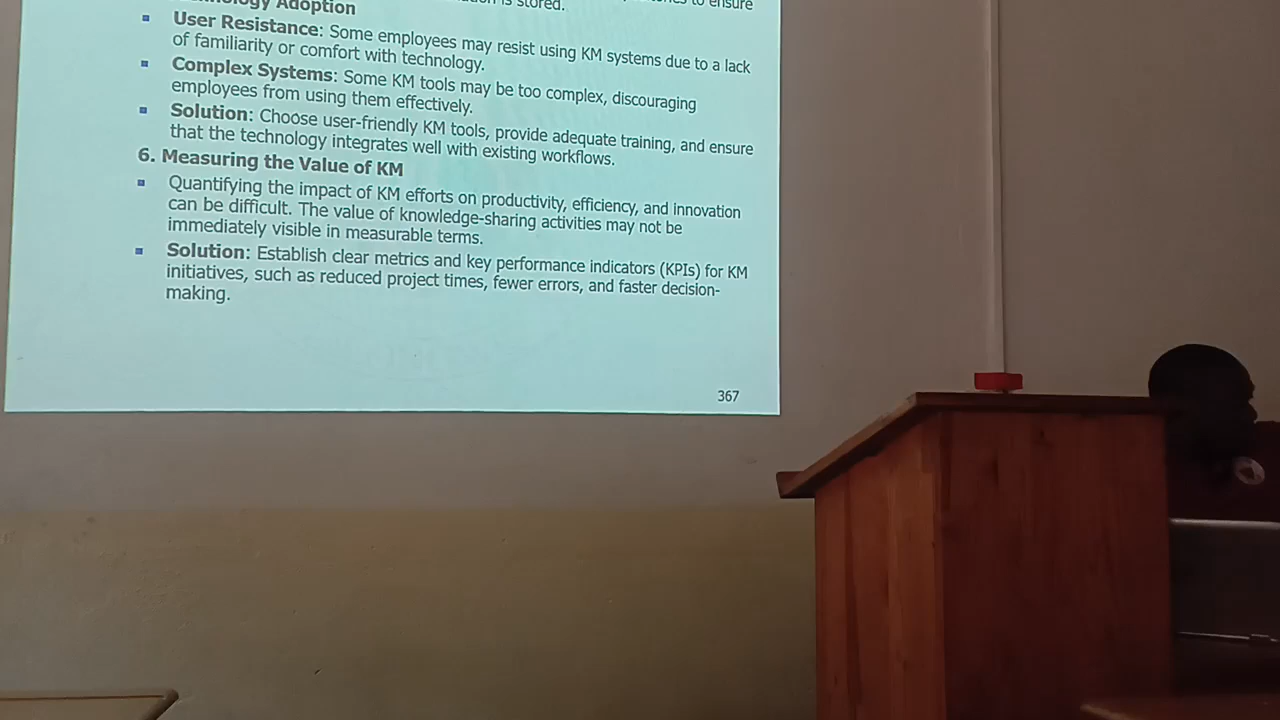 is stored.
to ensure
Adoption
User Resistance: Some employees may resist using KM systems due to a lack
of familiarity or comfort with technology.
Complex Systems: Some KM tools may be too complex, discouraging
employees from using them effectively.
Solution: Choose user-friendly KM tools, provide adequate training, and ensure
that the technology integrates well with existing workflows.
6. Measuring the Value of KM
Quantifying the impact of KM efforts on productivity, efficiency, and innovation
can be difficult. The value of knowledge-sharing activities may not be
immediately visible in measurable terms.
Solution: Establish clear metrics and key performance indicators (KPIs) for KM
initiatives, such as reduced project times, fewer errors, and faster decision-
making.
367